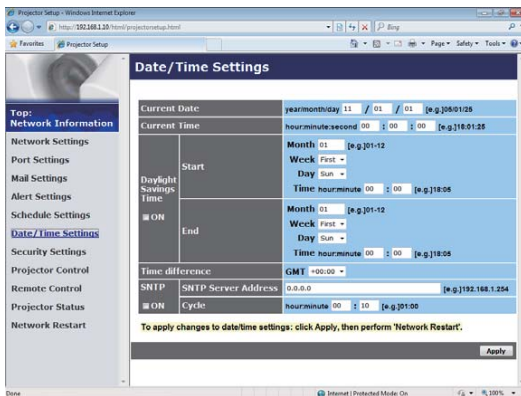 Projector Setup - Windows Internet Explorer
http://192.168.1.10/html/projectorsetup.html
Bing
Favorites Projector Setup
Page Safety Tools
Date/Time Settings
Top:
Network Information
Network Settings
Port Settings
Mail Settings
Alert Settings
Schedule Settings
Date/Time Settings
Security Settings
Projector Control
Remote Control
Projector Status
Network Restart
Current Date year/month/day 11 / 01 / 01 [e.g.]05/01/25
Current Time hour:minute:second 00 : 00 : 00 [e.g.]18:01:25
Daylight Savings Time
ON
Start
Month 01 [e.g.]01-12
Week First
Day Sun
Time hour:minute 00 : 00 [e.g.]18:05
End
Month 01 [e.g.]01-12
Week First
Day Sun
Time hour:minute 00 : 00 [e.g.]18:05
Time difference GMT +00:00
SNTP
ON
SNTP Server Address 0.0.0.0 [e.g.]192.168.1.254
Cycle hour:minute 00 : 10 [e.g.]01:00
To apply changes to date/time settings: click Apply, then perform 'Network Restart'.
Apply
Done Internet | Protected Mode: On 100%